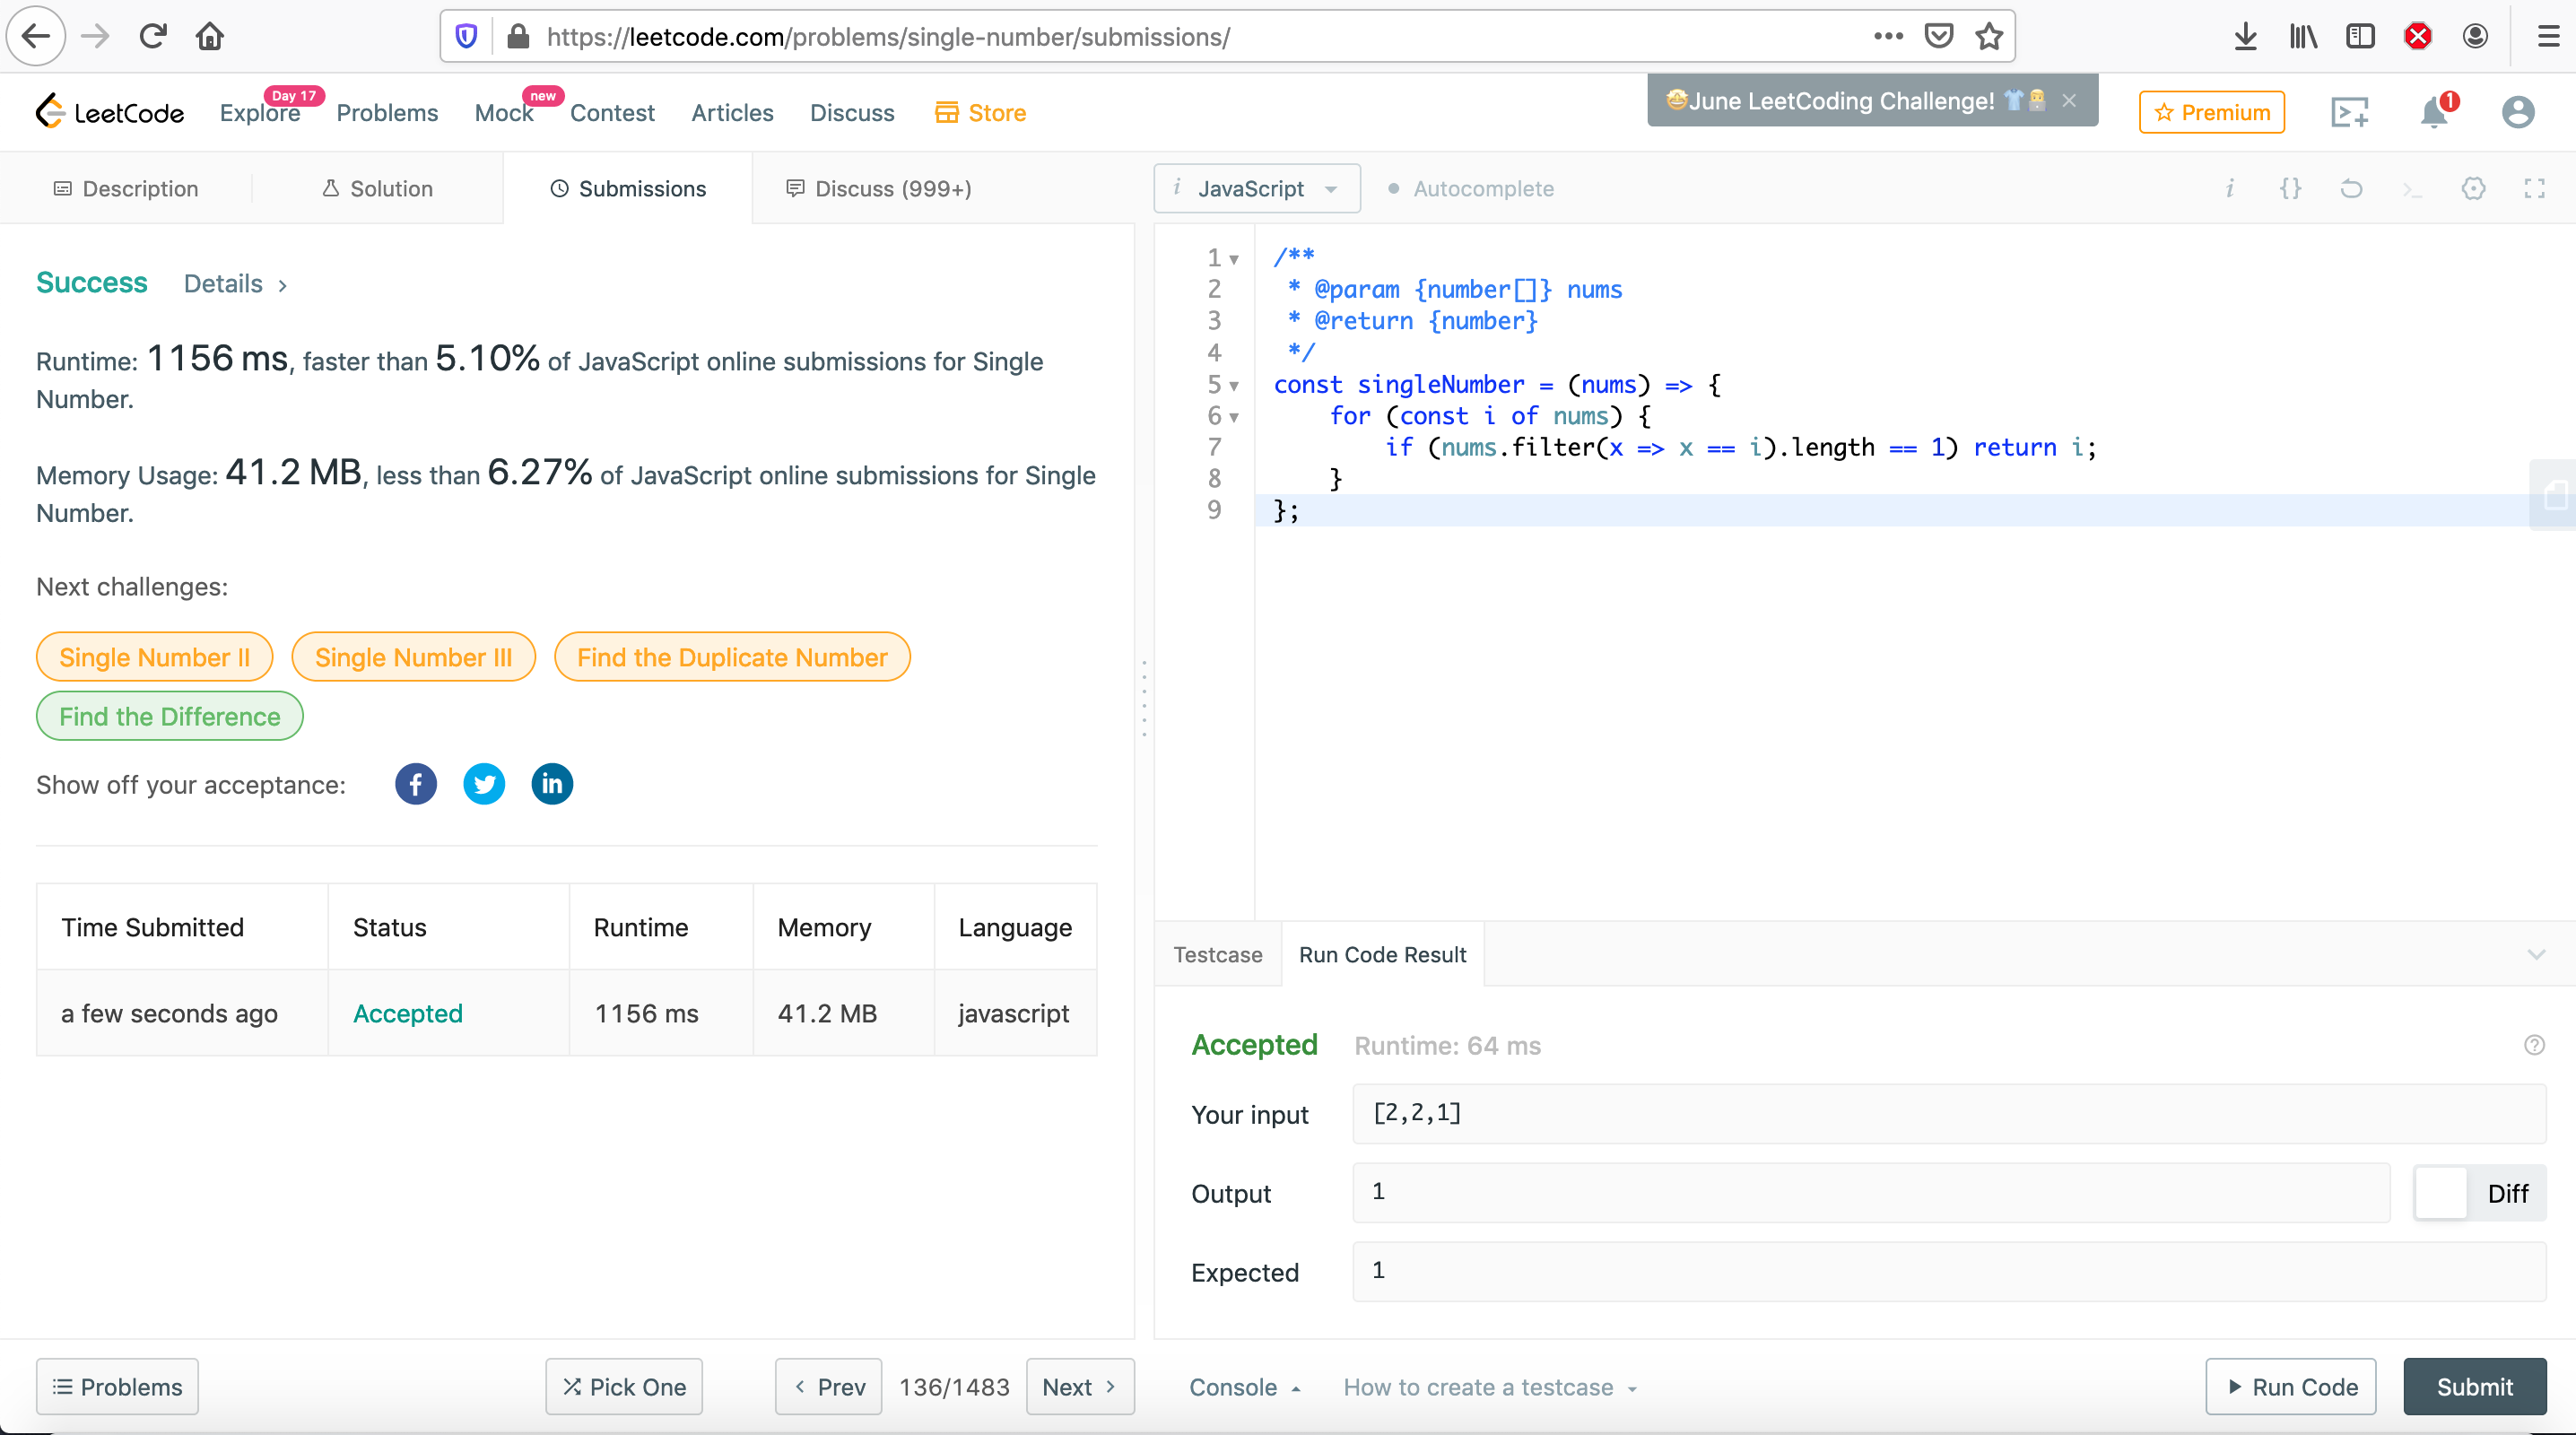 https://leetcode.com/problems/single-number/submissions/
LeetCode
Explore
Day 17
Problems
Mock
new
Contest
Articles
Discuss
Store
June LeetCoding Challenge!
Premium
1
Description
Solution
Submissions
Discuss (999+)
i JavaScript
Autocomplete
Success Details
Runtime: 1156 ms, faster than 5.10% of JavaScript online submissions for Single
Number.
Memory Usage: 41.2 MB, less than 6.27% of JavaScript online submissions for Single
Number.
Next challenges:
Single Number II
Single Number III
Find the Duplicate Number
Find the Difference
Show off your acceptance:
Time Submitted Status Runtime Memory Language
a few seconds ago Accepted 1156 ms 41.2 MB javascript
Problems
Pick One
Prev
136/1483
Next
1 /**
2  * @param {number[]} nums
3  * @return {number}
4  */
5 const singleNumber = (nums) => {
6     for (const i of nums) {
7         if (nums.filter(x => x == i).length == 1) return i;
8     }
9 };
Testcase
Run Code Result
Accepted Runtime: 64 ms
Your input [2,2,1]
Output 1
Diff
Expected 1
Console
How to create a testcase
Run Code
Submit